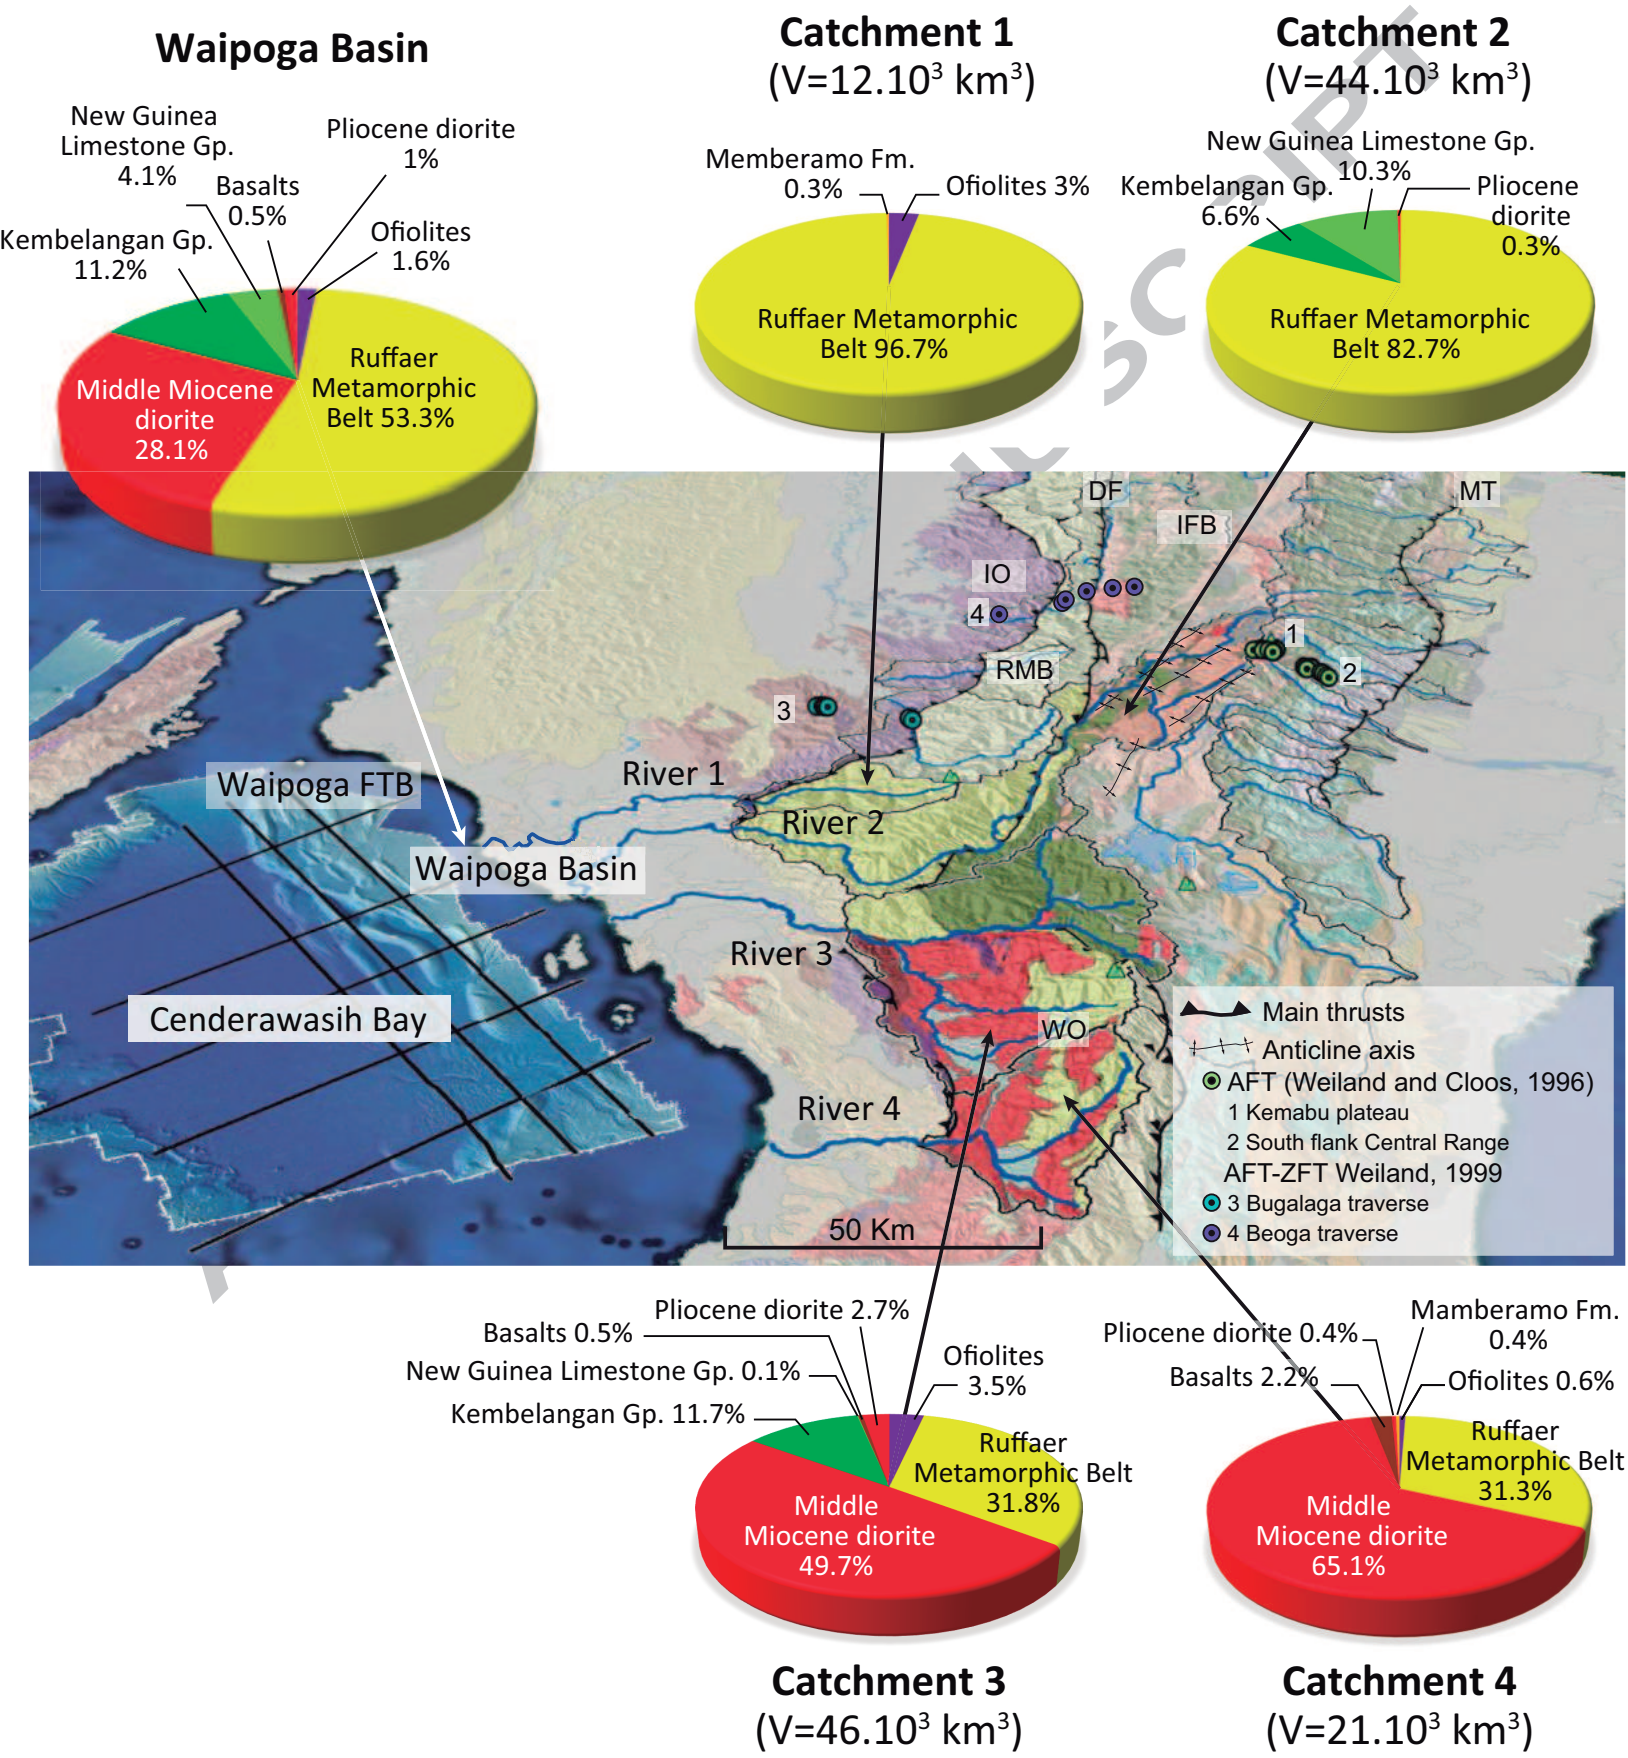 Waipoga Basin
New Guinea
Limestone Gp.
4.1%
Pliocene diorite
1%
Basalts
0.5%
Kembelangan Gp.
11.2%
Ofiolites
1.6%
Ruffaer
Metamorphic
Belt 53.3%
Middle Miocene
diorite
28.1%
Catchment 1
(V=12.10³ km³)
Memberamo Fm.
0.3%
Ofiolites 3%
Ruffaer Metamorphic
Belt 96.7%
Catchment 2
(V=44.10³ km³)
New Guinea Limestone Gp.
10.3%
Kembelangan Gp.
6.6%
Pliocene
diorite
0.3%
Ruffaer Metamorphic
Belt 82.7%
DF
MT
IFB
IO
4
1
RMB
2
3
River 1
Waipoga FTB
River 2
Waipoga Basin
River 3
Cenderawasih Bay
WO
River 4
50 Km
Main thrusts
Anticline axis
AFT (Weiland and Cloos, 1996)
1 Kemabu plateau
2 South flank Central Range
AFT-ZFT Weiland, 1999
3 Bugalaga traverse
4 Beoga traverse
Pliocene diorite 2.7%
Basalts 0.5%
New Guinea Limestone Gp. 0.1%
Kembelangan Gp. 11.7%
Ofiolites
3.5%
Ruffaer
Metamorphic Belt
31.8%
Middle
Miocene diorite
49.7%
Catchment 3
(V=46.10³ km³)
Mamberamo Fm.
0.4%
Pliocene diorite 0.4%
Basalts 2.2%
Ofiolites 0.6%
Ruffaer
Metamorphic Belt
31.3%
Middle
Miocene diorite
65.1%
Catchment 4
(V=21.10³ km³)